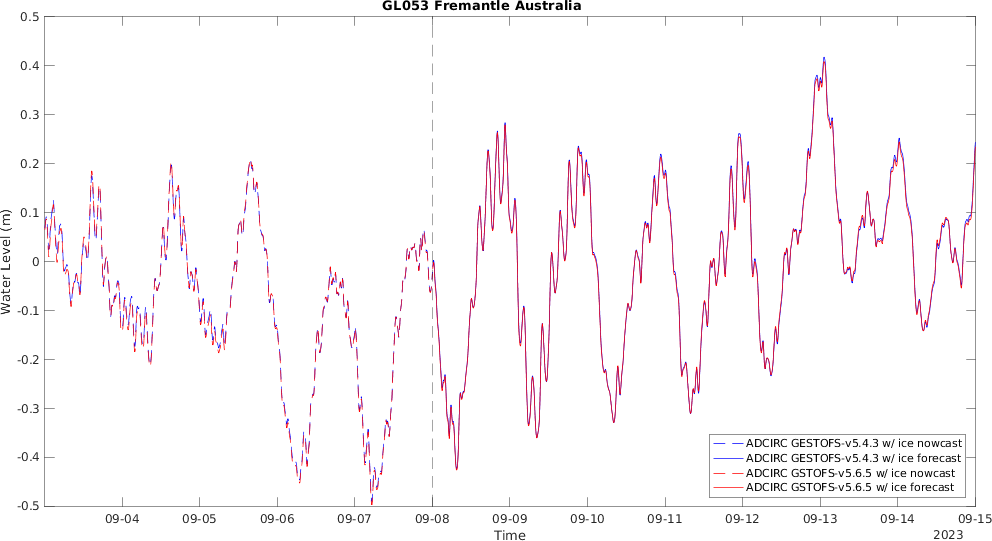 GL053 Fremantle Australia
0.5
0.4
0.3
0.2
0.1
0
-0.1
-0.2
-0.3
-0.4
-0.5
Water Level (m)
ADCIRC GESTOFS-v5.4.3 w/ ice nowcast
ADCIRC GESTOFS-v5.4.3 w/ ice forecast
ADCIRC GSTOFS-v5.6.5 w/ ice nowcast
ADCIRC GSTOFS-v5.6.5 w/ ice forecast
09-04 09-05 09-06 09-07 09-08 09-09 09-10 09-11 09-12 09-13 09-14 09-15
Time
2023